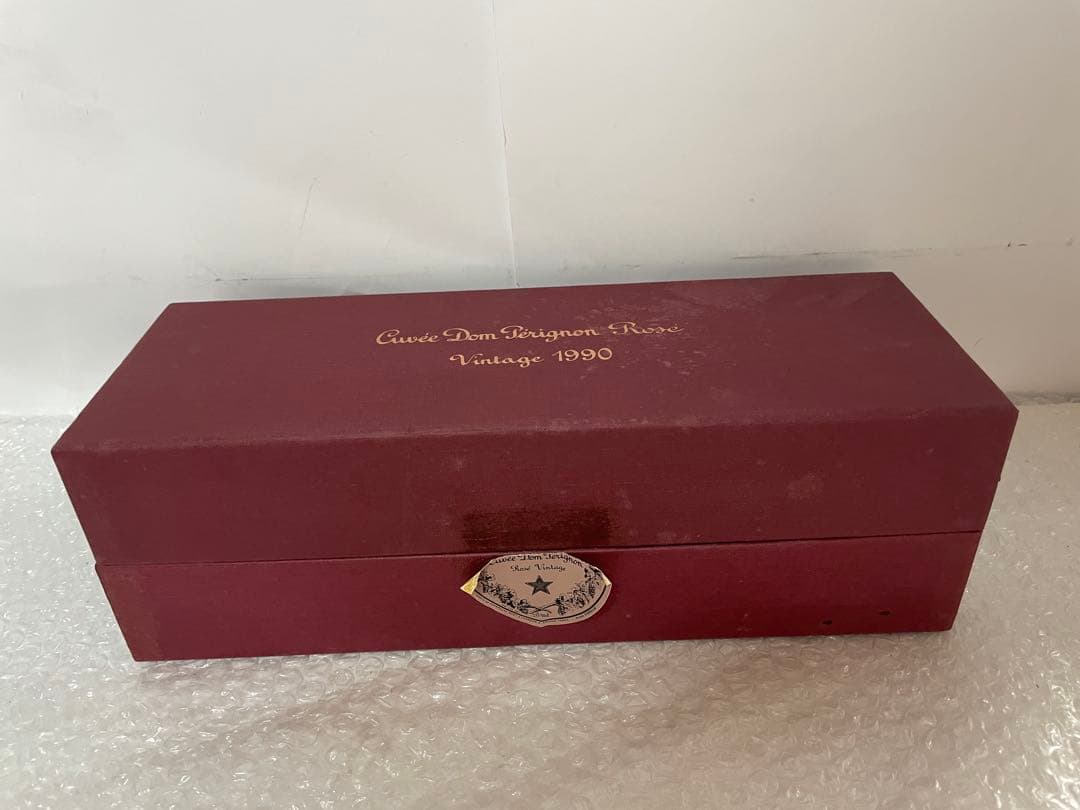 Cuvée Dom Pérignon Rosé
Vintage 1990
Cuvée Dom Pérignon
Rosé Vintage